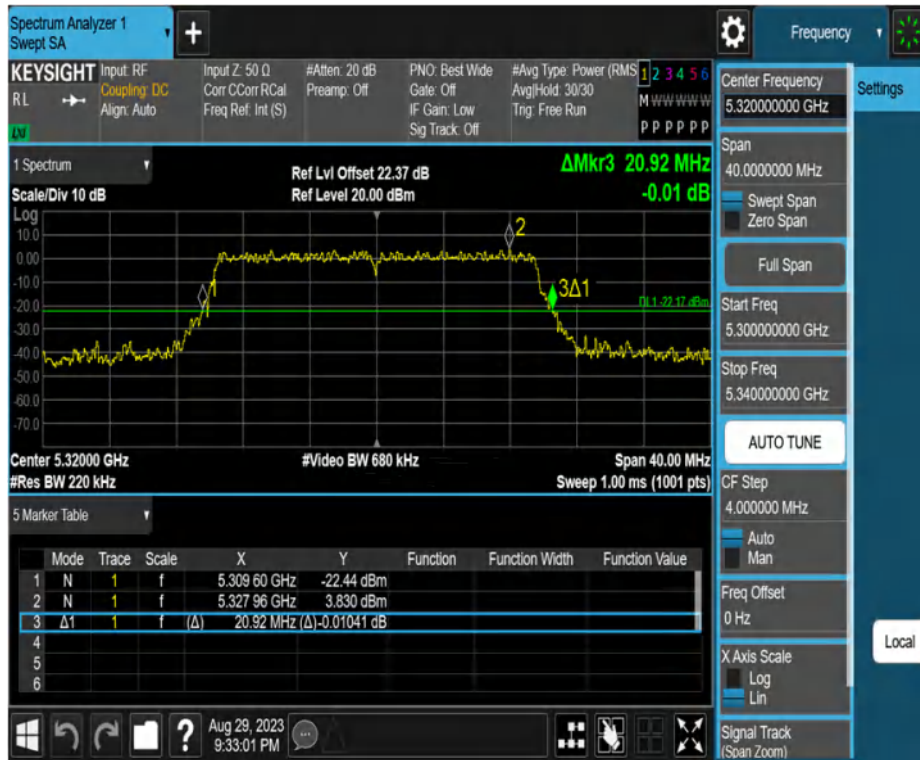 Spectrum Analyzer 1
Swept SA
+
Frequency
KEYSIGHT
RL
LXI
Input: RF
Coupling: DC
Align: Auto
Input Z: 50 Ω
Corr CCorr RCal
Freq Ref: Int (S)
#Atten: 20 dB
Preamp: Off
PNO: Best Wide
Gate: Off
IF Gain: Low
Sig Track: Off
#Avg Type: Power (RMS
Avg|Hold: 30/30
Trig: Free Run
1 2 3 4 5 6
M W W W W W
P P P P P P
1 Spectrum
Scale/Div 10 dB
Ref Lvl Offset 22.37 dB
Ref Level 20.00 dBm
ΔMkr3 20.92 MHz
-0.01 dB
Log
10.0
0.00
-10.0
-20.0
-30.0
-40.0
-50.0
-60.0
-70.0
2
3Δ1
DL1 -22.17 dBm
Center 5.32000 GHz
#Video BW 680 kHz
Span 40.00 MHz
#Res BW 220 kHz
Sweep 1.00 ms (1001 pts)
5 Marker Table
Mode Trace Scale X Y Function Function Width Function Value
1 N 1 f 5.309 60 GHz -22.44 dBm
2 N 1 f 5.327 96 GHz 3.830 dBm
3 Δ1 1 f (Δ) 20.92 MHz (Δ) -0.01041 dB
4
5
6
?
Aug 29, 2023
9:33:01 PM
Center Frequency
5.320000000 GHz
Span
40.0000000 MHz
Swept Span
Zero Span
Full Span
Start Freq
5.300000000 GHz
Stop Freq
5.340000000 GHz
AUTO TUNE
CF Step
4.000000 MHz
Auto
Man
Freq Offset
0 Hz
X Axis Scale
Log
Lin
Signal Track
(Span Zoom)
Settings
Local